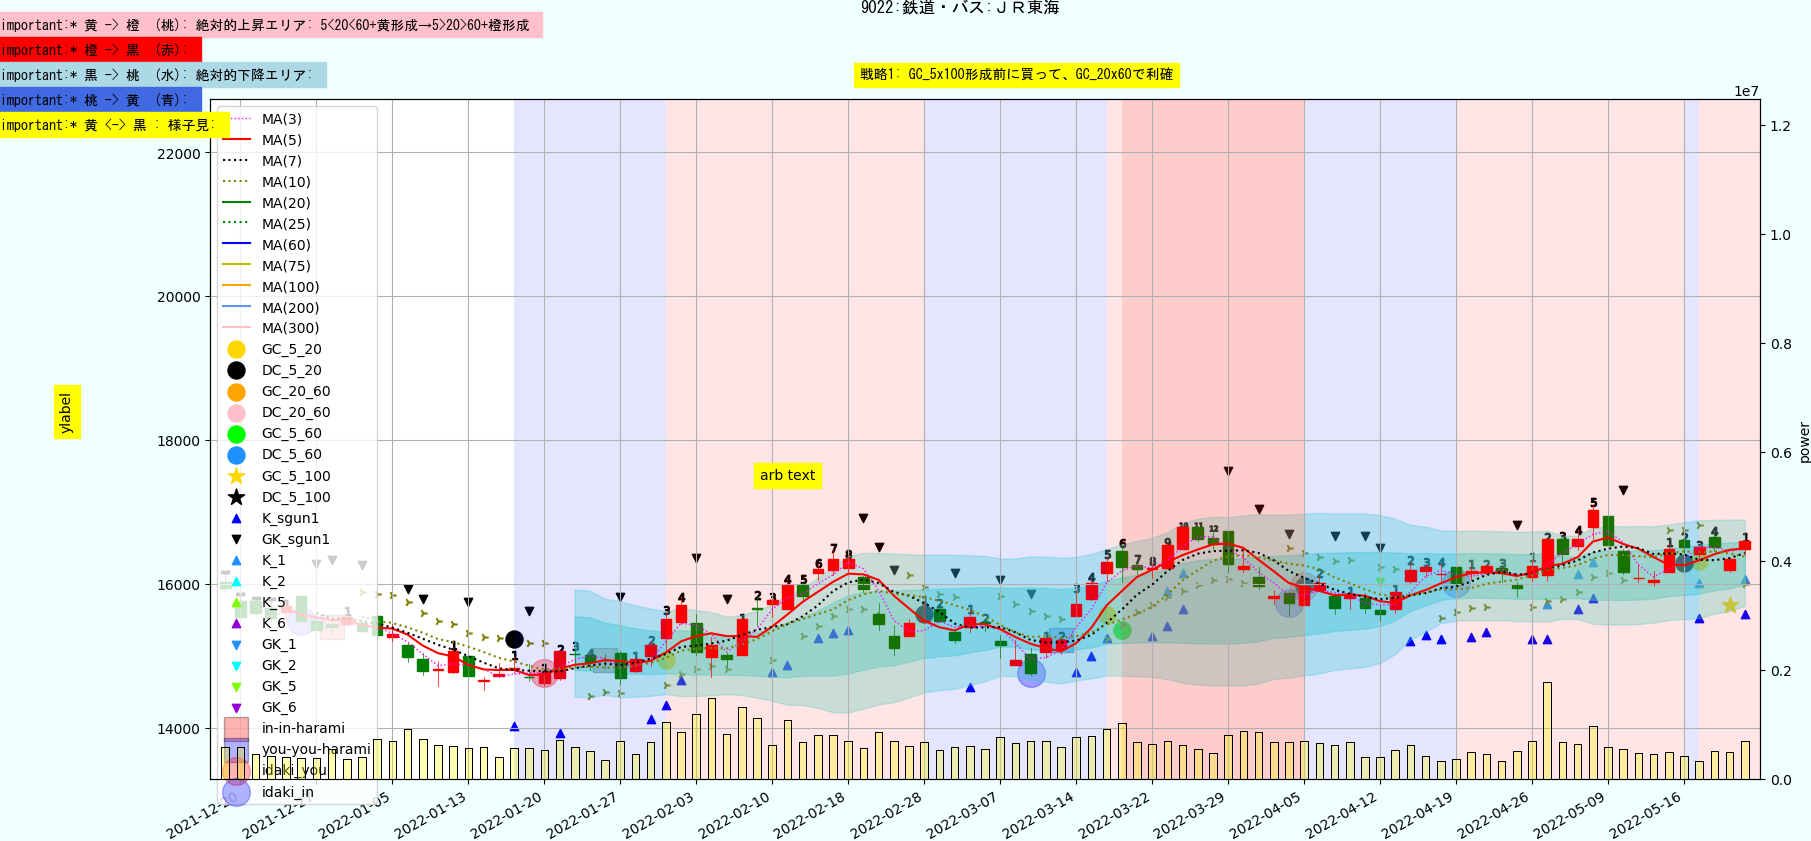 9022:鉄道・バス:ＪＲ東海
important:* 黄 -> 橙 (桃): 絶対的上昇エリア: 5<20<60+黄形成→5>20>60+橙形成
important:* 橙 -> 黒 (赤):
important:* 黒 -> 桃 (水): 絶対的下降エリア:
important:* 桃 -> 黄 (青):
important:* 黄 <-> 黒 : 様子見:
戦略1: GC_5x100形成前に買って、GC_20x60で利確
1e7
MA(3)
MA(5)
MA(7)
MA(10)
MA(20)
MA(25)
MA(60)
MA(75)
MA(100)
MA(200)
MA(300)
GC_5_20
DC_5_20
GC_20_60
DC_20_60
GC_5_60
DC_5_60
GC_5_100
DC_5_100
K_sgun1
GK_sgun1
K_1
K_2
K_5
K_6
GK_1
GK_2
GK_5
GK_6
in-in-harami
you-you-harami
idaki_you
idaki_in
22000
20000
18000
16000
14000
ylabel
arb text
1.2
1.0
0.8
0.6
0.4
0.2
0.0
power
2022-01-05
2022-01-13
2022-01-20
2022-01-27
2022-02-03
2022-02-10
2022-02-18
2022-02-28
2022-03-07
2022-03-14
2022-03-22
2022-03-29
2022-04-05
2022-04-12
2022-04-19
2022-04-26
2022-05-09
2022-05-16